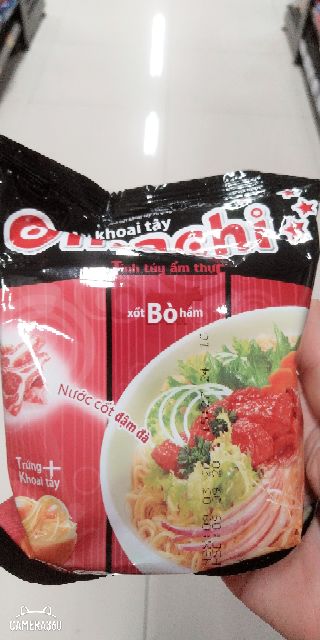 khoai tây
Omachi
Tinh túy ẩm thực
xốt Bò hầm
Nước cốt đậm đà
Trứng +
Khoai tây
CAMERA360